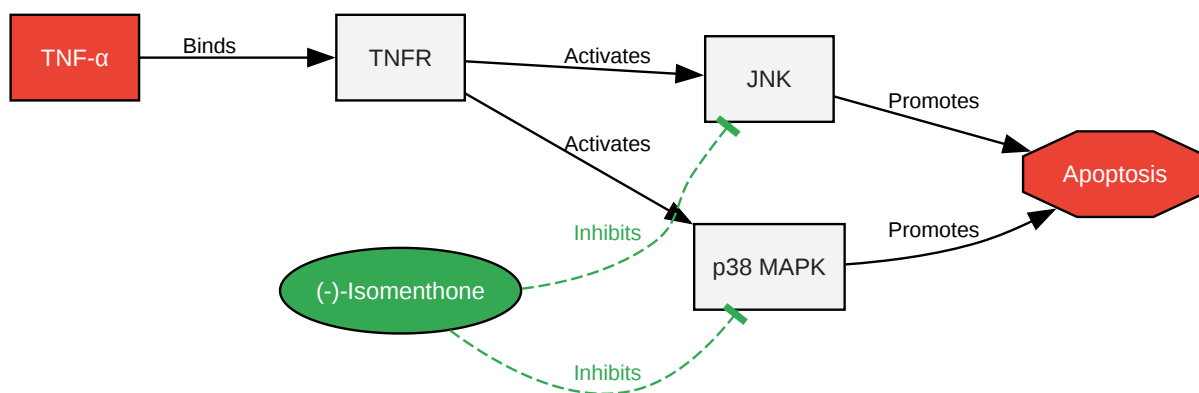 TNF-α
Binds
TNFR
Activates
JNK
Promotes
Activates
Apoptosis
Inhibits
Promotes
p38 MAPK
(-)-Isomenthone
Inhibits